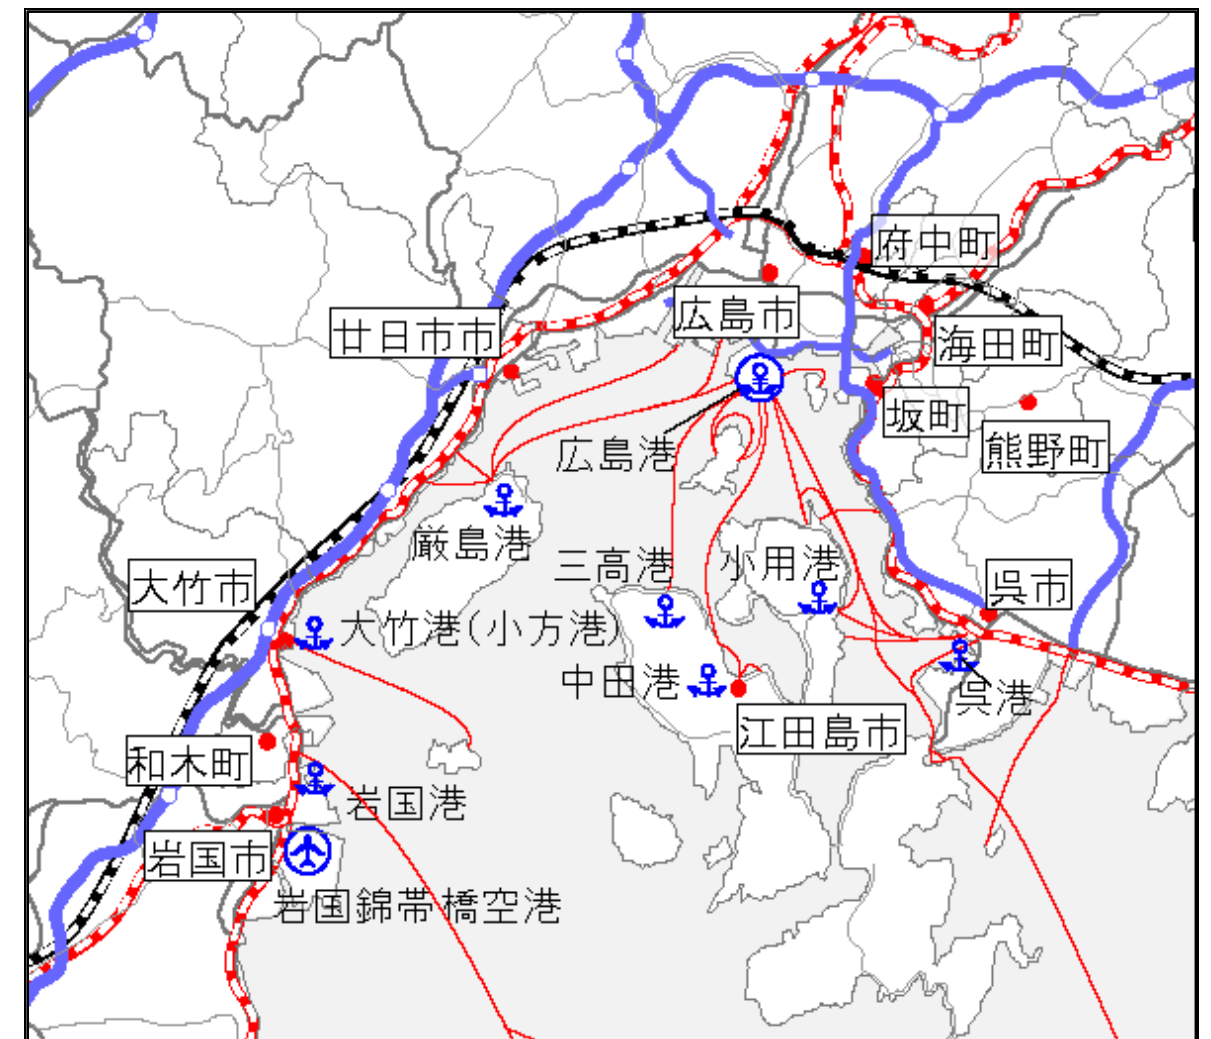 府中町
広島市
廿日市市
海田町
坂町
熊野町
広島港
厳島港
三高港
小用港
大竹市
呉市
大竹港(小方港)
中田港
呉港
江田島市
和木町
岩国港
岩国市
岩国錦帯橋空港